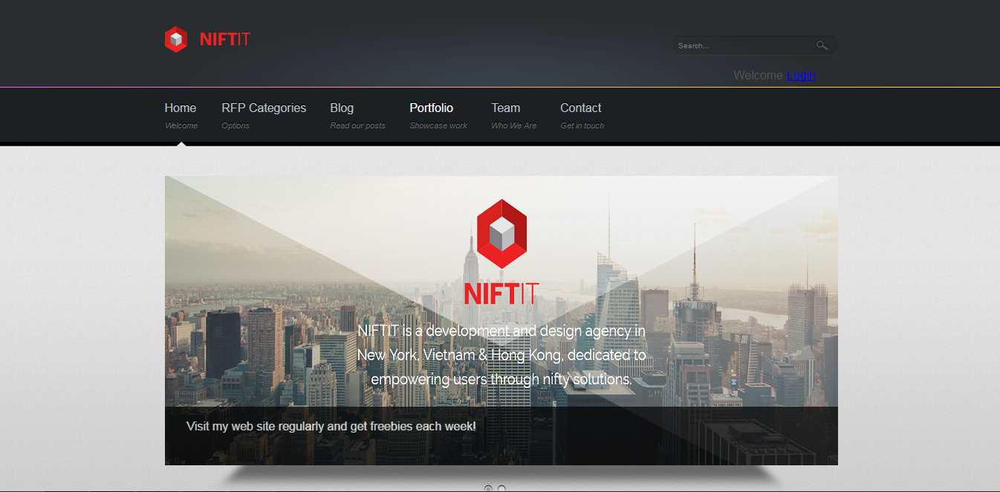 NIFTIT
Search...
Welcome Login
Home
RFP Categories
Blog
Portfolio
Team
Contact
Welcome
Options
Read our posts
Showcase work
Who We Are
Get in touch
NIFTIT
NIFTIT is a development and design agency in
New York, Vietnam & Hong Kong, dedicated to
empowering users through nifty solutions.
Visit my web site regularly and get freebies each week!